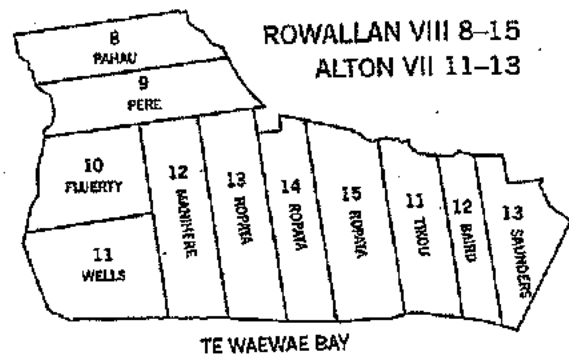 ROWALLAN VIII 8–15
ALTON VII 11–13
8
PAHAU
9
PERE
10
FLUERTY
11
WELLS
12
MANIHERE
13
ROPATA
14
ROPATA
15
ROPATA
11
TIKOU
12
BAIRD
13
SAUNDERS
TE WAEWAE BAY